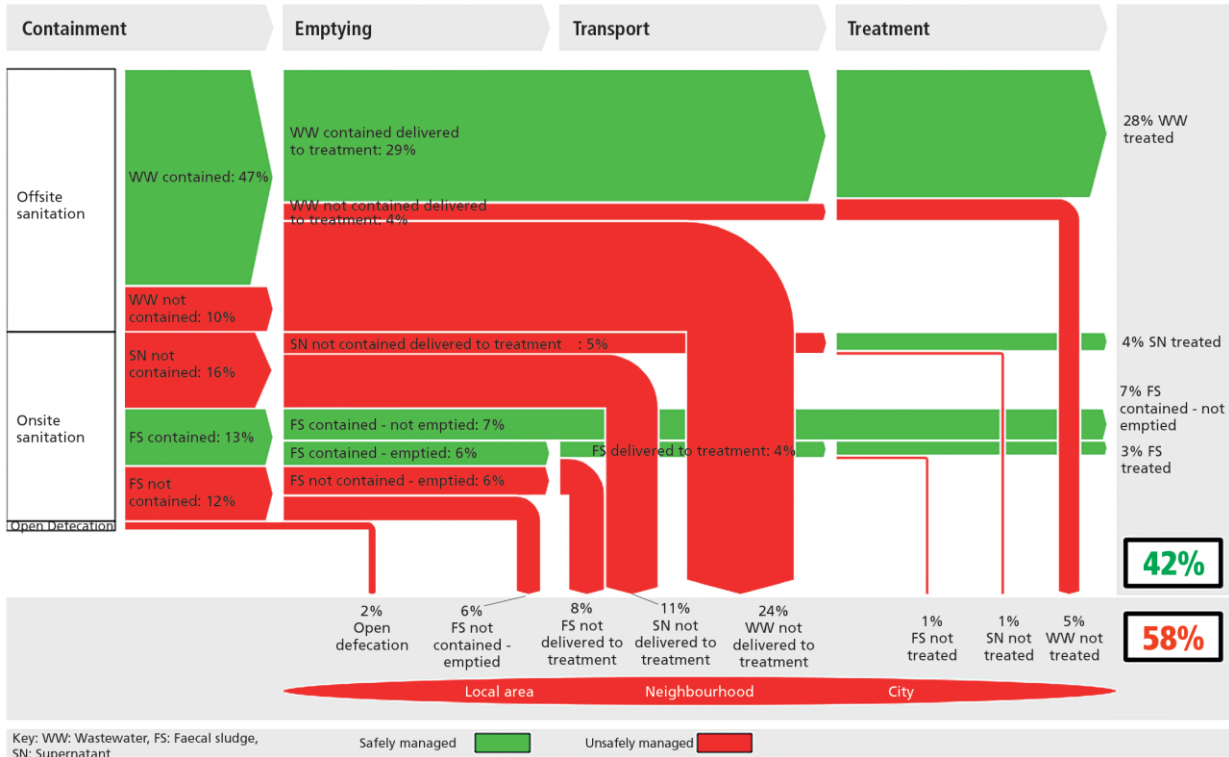 Containment
Emptying
Transport
Treatment
Offsite
sanitation
Onsite
sanitation
Open Defecation
WW contained: 47%
WW not
contained: 10%
SN not
contained: 16%
FS contained: 13%
FS not
contained: 12%
WW contained delivered
to treatment: 29%
WW not contained delivered
to treatment: 4%
SN not contained delivered to treatment : 5%
FS contained - not emptied: 7%
FS contained - emptied: 6%
FS delivered to treatment: 4%
FS not contained - emptied: 6%
28% WW
treated
4% SN treated
7% FS
contained - not
emptied
3% FS
treated
42%
58%
2%
Open
defecation
6%
FS not
contained -
emptied
8%
FS not
delivered to
treatment
11%
SN not
delivered to
treatment
24%
WW not
delivered to
treatment
1%
FS not
treated
1%
SN not
treated
5%
WW not
treated
Local area
Neighbourhood
City
Key: WW: Wastewater, FS: Faecal sludge,
SN: Supernatant
Safely managed
Unsafely managed